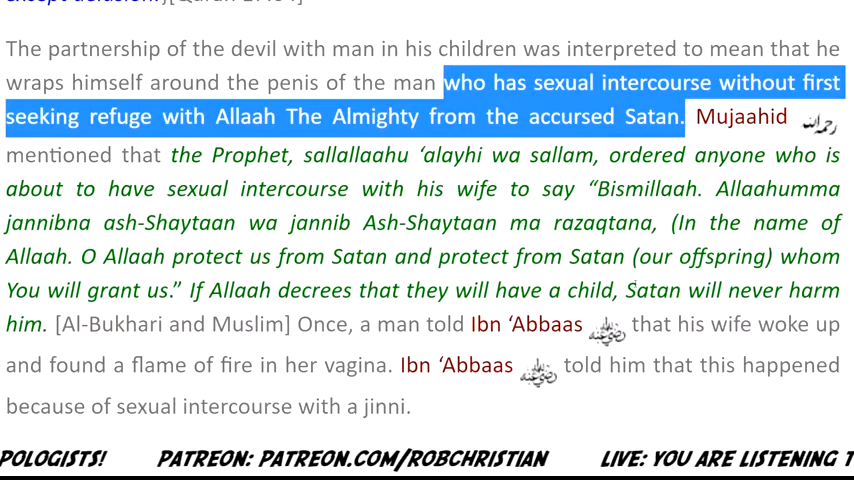 The partnership of the devil with man in his children was interpreted to mean that he
wraps himself around the penis of the man who has sexual intercourse without first
seeking refuge with Allaah The Almighty from the accursed Satan. Mujaahid رحمه الله
mentioned that the Prophet, sallallaahu ‘alayhi wa sallam, ordered anyone who is
about to have sexual intercourse with his wife to say “Bismillaah. Allaahumma
jannibna ash-Shaytaan wa jannib Ash-Shaytaan ma razaqtana, (In the name of
Allaah. O Allaah protect us from Satan and protect from Satan (our offspring) whom
You will grant us.” If Allaah decrees that they will have a child, Satan will never harm
him. [Al-Bukhari and Muslim] Once, a man told Ibn ‘Abbaas رضي الله عنه that his wife woke up
and found a flame of fire in her vagina. Ibn ‘Abbaas رضي الله عنه told him that this happened
because of sexual intercourse with a jinni.
POLOGISTS! PATREON: PATREON.COM/ROBCHRISTIAN LIVE: YOU ARE LISTENING